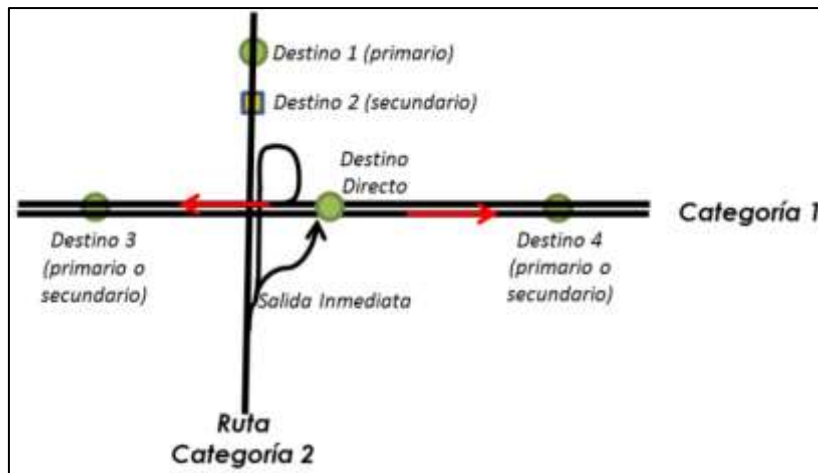 Destino 1 (primario)
Destino 2 (secundario)
Destino
Directo
Categoría 1
Destino 3
(primario o
secundario)
Destino 4
(primario o
secundario)
Salida Inmediata
Ruta
Categoría 2